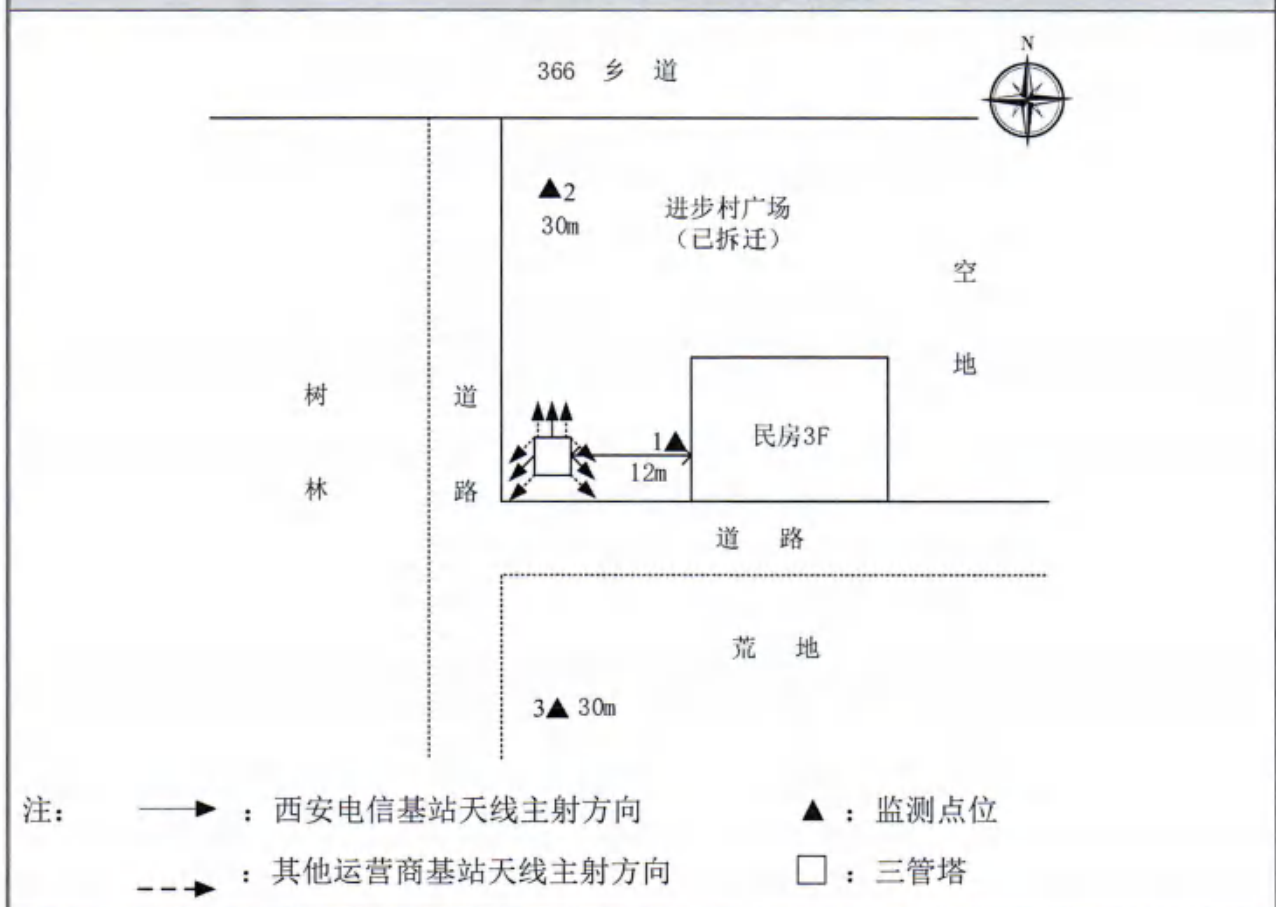 N
366 乡 道
▲2
30m
进步村广场
（已拆迁）
空
地
树
林
道
路
1▲
12m
民房3F
道 路
荒 地
3▲ 30m
注：
：西安电信基站天线主射方向
▲：监测点位
：其他运营商基站天线主射方向
□：三管塔